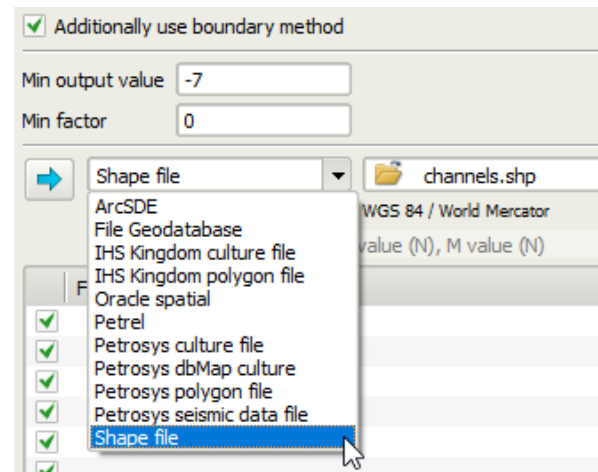 Additionally use boundary method
Min output value -7
Min factor 0
Shape file channels.shp
ArcSDE WGS 84 / World Mercator
File Geodatabase
IHS Kingdom culture file value (N), M value (N)
IHS Kingdom polygon file
Oracle spatial
Petrel
Petrosys culture file
Petrosys dbMap culture
Petrosys polygon file
Petrosys seismic data file
Shape file